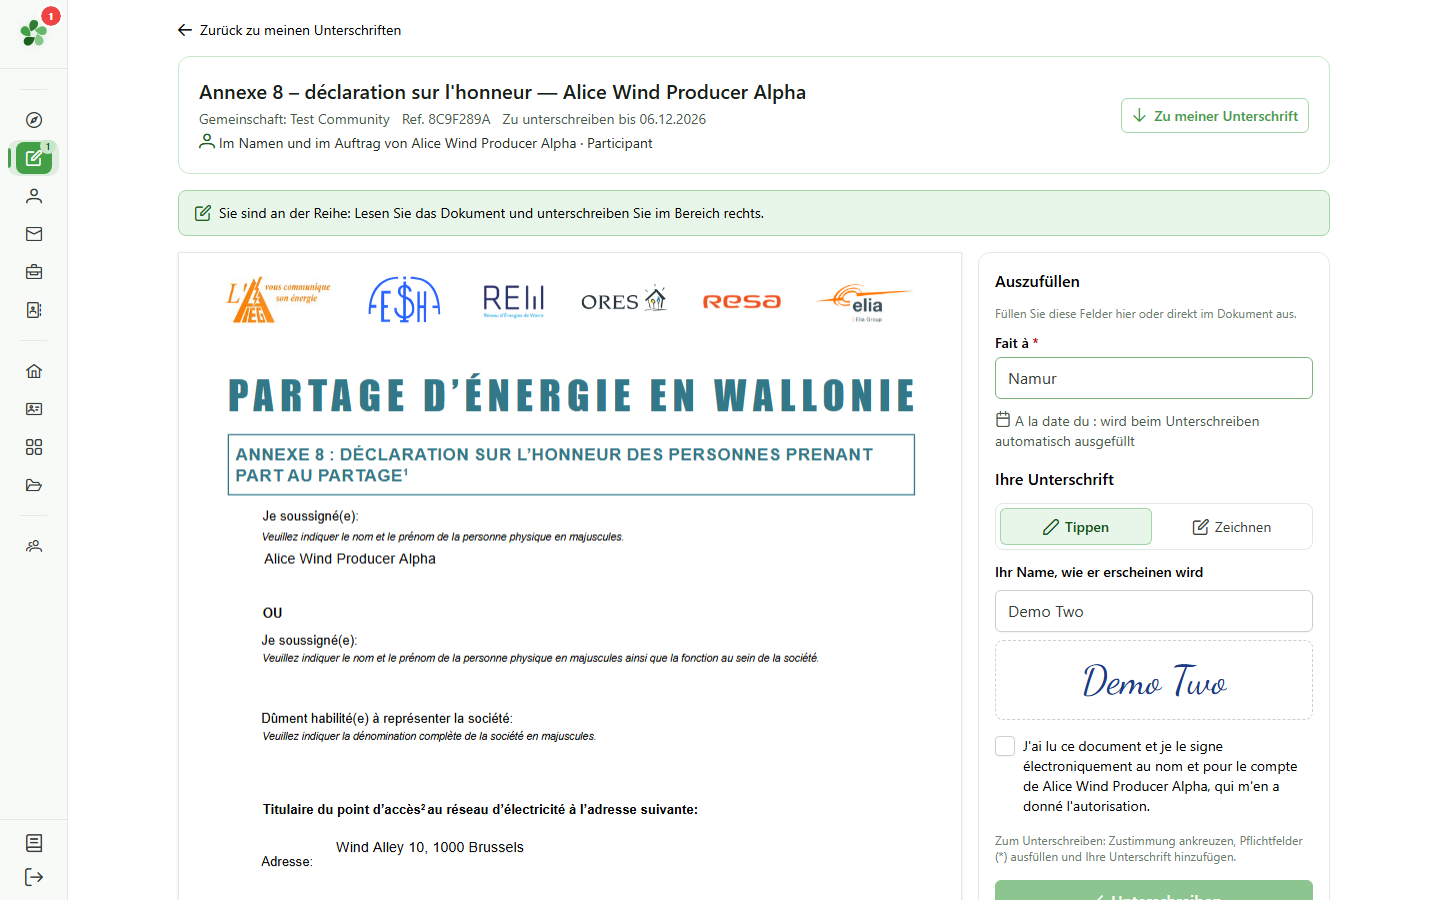 1
Zurück zu meinen Unterschriften
Annexe 8 – déclaration sur l'honneur — Alice Wind Producer Alpha
Gemeinschaft: Test Community Ref. 8C9F289A Zu unterschreiben bis 06.12.2026
Im Namen und im Auftrag von Alice Wind Producer Alpha · Participant
Zu meiner Unterschrift
1
Sie sind an der Reihe: Lesen Sie das Dokument und unterschreiben Sie im Bereich rechts.
vous communique
son énergie
FESHA
REW
Réseau d'Énergies de Wavre
ORES
resa
elia
Elia Group
PARTAGE D'ÉNERGIE EN WALLONIE
ANNEXE 8 : DÉCLARATION SUR L'HONNEUR DES PERSONNES PRENANT
PART AU PARTAGE¹
Je soussigné(e):
Veuillez indiquer le nom et le prénom de la personne physique en majuscules.
Alice Wind Producer Alpha
OU
Je soussigné(e):
Veuillez indiquer le nom et le prénom de la personne physique en majuscules ainsi que la fonction au sein de la société.
Dûment habilité(e) à représenter la société:
Veuillez indiquer la dénomination complète de la société en majuscules.
Titulaire du point d'accès² au réseau d'électricité à l'adresse suivante:
Wind Alley 10, 1000 Brussels
Adresse:
Auszufüllen
Füllen Sie diese Felder hier oder direkt im Dokument aus.
Fait à *
Namur
A la date du : wird beim Unterschreiben
automatisch ausgefüllt
Ihre Unterschrift
Tippen
Zeichnen
Ihr Name, wie er erscheinen wird
Demo Two
Demo Two
J'ai lu ce document et je le signe
électroniquement au nom et pour le compte
de Alice Wind Producer Alpha, qui m'en a
donné l'autorisation.
Zum Unterschreiben: Zustimmung ankreuzen, Pflichtfelder
(*) ausfüllen und Ihre Unterschrift hinzufügen.
Unterschreiben